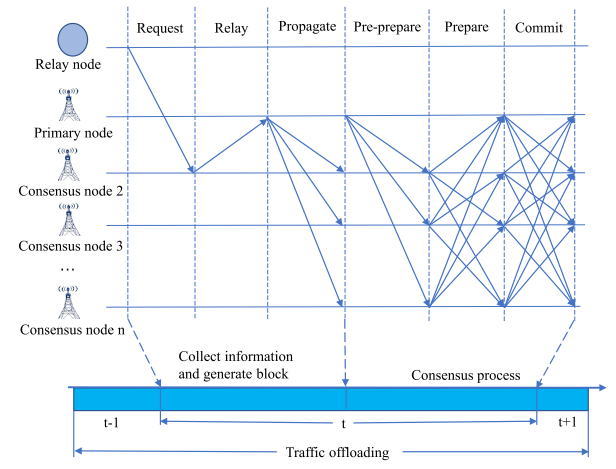 Request Relay Propagate Pre-prepare Prepare Commit
Relay node
Primary node
Consensus node 2
Consensus node 3
...
Consensus node n
Collect information
and generate block
Consensus process
t-1 t t+1
Traffic offloading